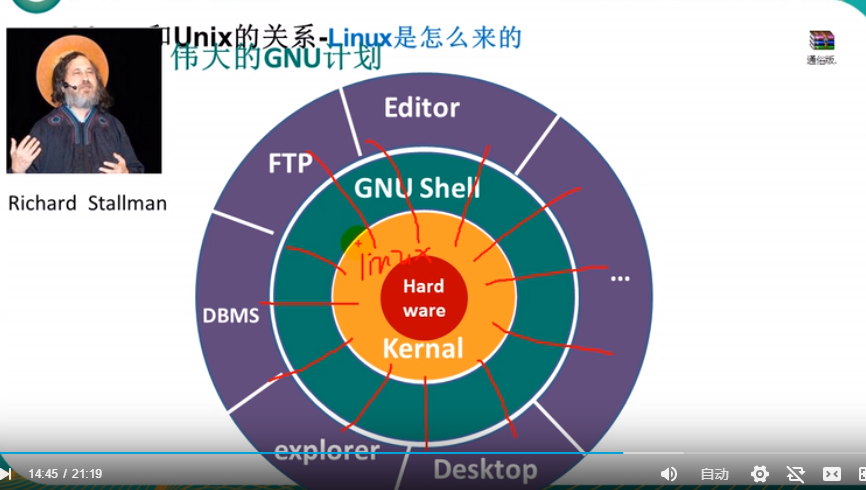 和Unix的关系-Linux是怎么来的
伟大的GNU计划
通俗版.
Editor
FTP
GNU Shell
Richard Stallman
linux
...
Hard
ware
DBMS
Kernal
explorer
Desktop
14:45 / 21:19
自动